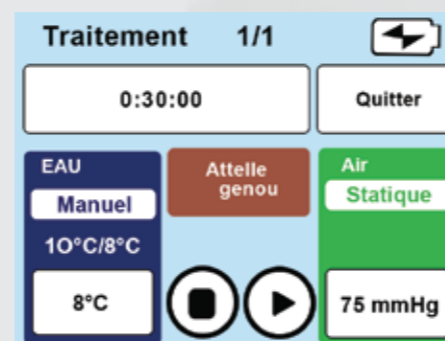 Traitement 1/1
0:30:00 Quitter
EAU
Manuel
1O°C/8°C
8°C
Attelle
genou
Air
Statique
75 mmHg